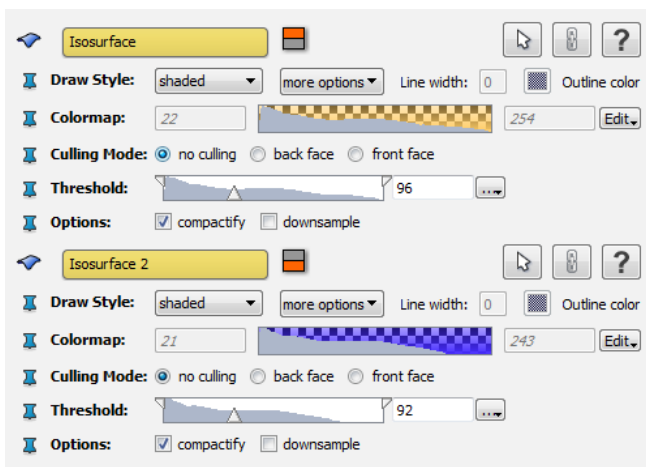 Isosurface ?
Draw Style: shaded more options Line width: 0 Outline color
Colormap: 22 254 Edit
Culling Mode: no culling back face front face
Threshold: 96 ...
Options: compactify downsample
Isosurface 2 ?
Draw Style: shaded more options Line width: 0 Outline color
Colormap: 21 243 Edit
Culling Mode: no culling back face front face
Threshold: 92 ...
Options: compactify downsample